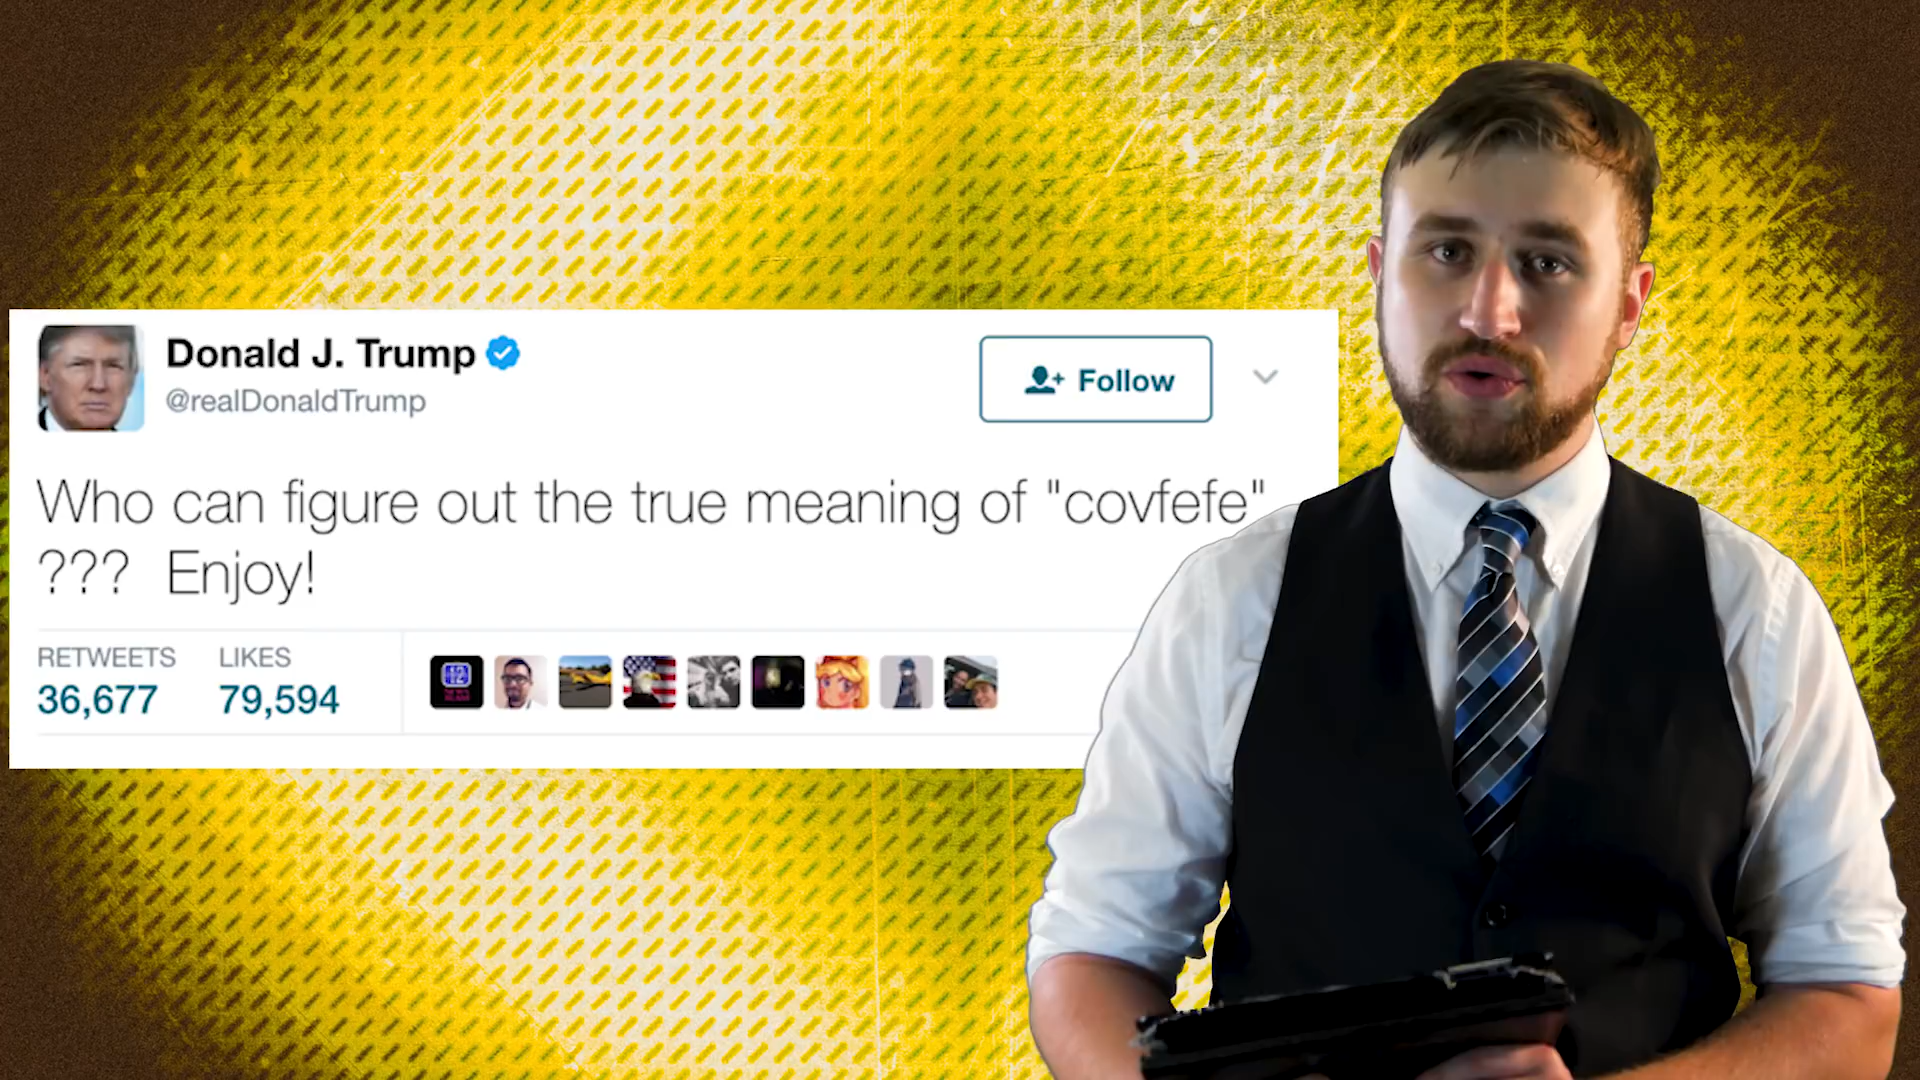 Donald J. Trump
@realDonaldTrump
Follow
Who can figure out the true meaning of "covfefe"
??? Enjoy!
RETWEETS LIKES
36,677 79,594
12